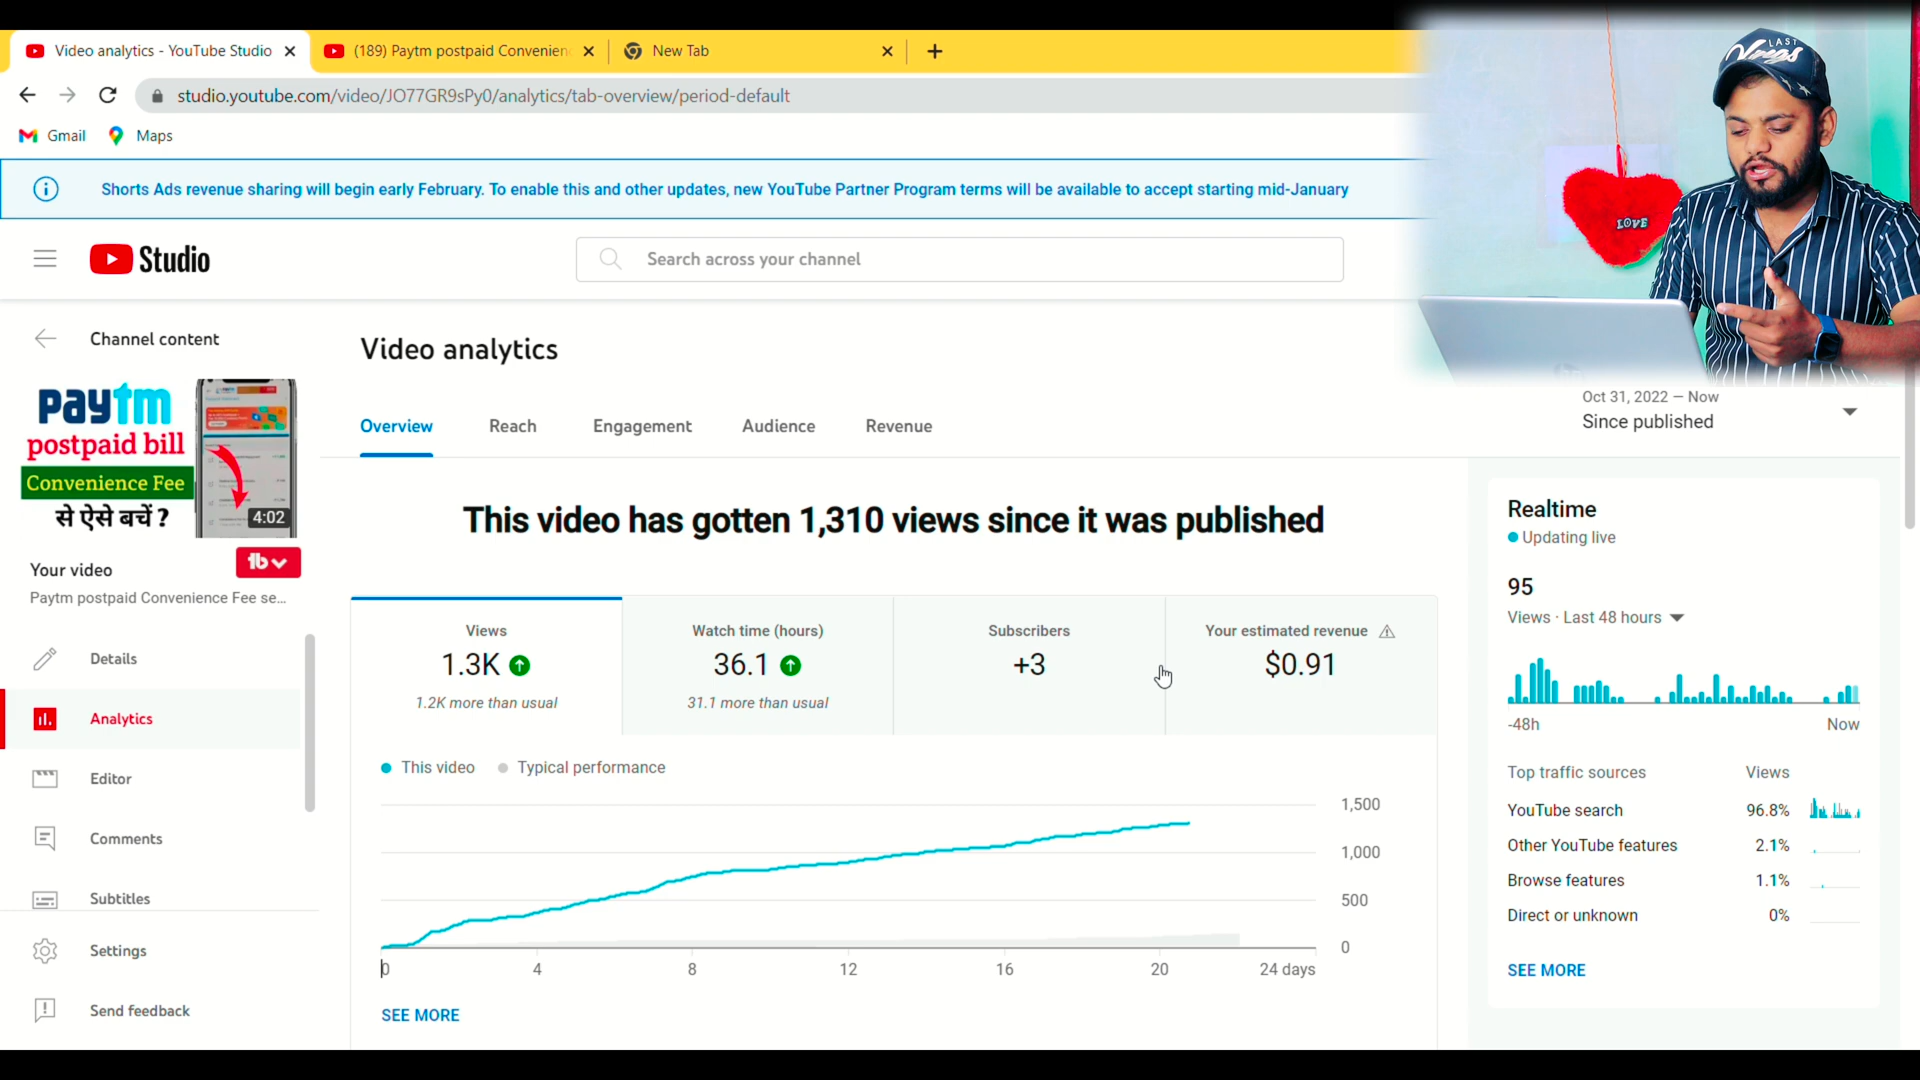 Video analytics - YouTube Studio
(189) Paytm postpaid Convenien
New Tab
studio.youtube.com/video/JO77GR9sPy0/analytics/tab-overview/period-default
Gmail
Maps
Shorts Ads revenue sharing will begin early February. To enable this and other updates, new YouTube Partner Program terms will be available to accept starting mid-January
LAST
Vings
LOVE
Studio
Search across your channel
Channel content
paytm
postpaid bill
Convenience Fee
से ऐसे बचें ?
4:02
Your video
tb
Paytm postpaid Convenience Fee se...
Details
Analytics
Editor
Comments
Subtitles
Settings
Send feedback
Video analytics
Overview
Reach
Engagement
Audience
Revenue
Oct 31, 2022 – Now
Since published
This video has gotten 1,310 views since it was published
Views
1.3K
1.2K more than usual
Watch time (hours)
36.1
31.1 more than usual
Subscribers
+3
Your estimated revenue
$0.91
This video
Typical performance
1,500
1,000
500
0
0 4 8 12 16 20 24 days
SEE MORE
Realtime
Updating live
95
Views · Last 48 hours
-48h Now
Top traffic sources Views
YouTube search 96.8%
Other YouTube features 2.1%
Browse features 1.1%
Direct or unknown 0%
SEE MORE